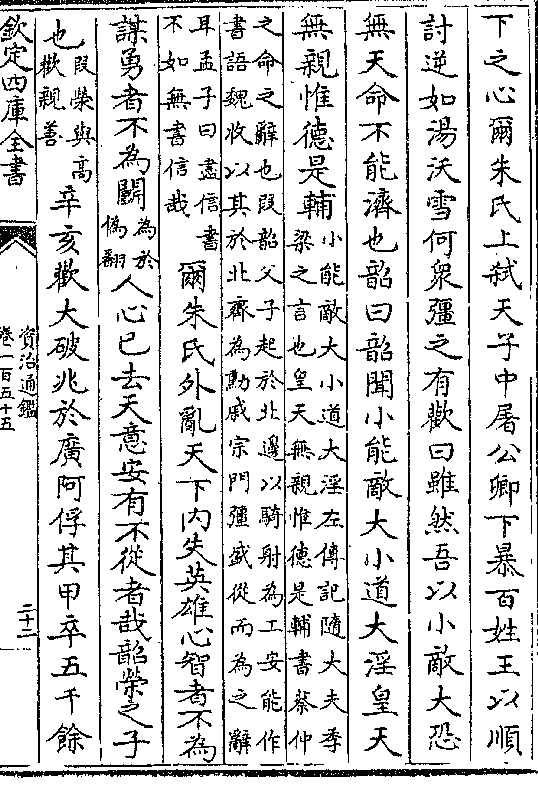 下之心爾朱氏上弑天子中屠公卿下暴百姓王以順
討逆如湯沃雪何衆彊之有歡曰雖然吾以小敵大恐
無天命不能濟也韶曰韶聞小能敵大小道大淫皇天
無親惟德是輔小能敵大小道大淫左傳記隨大夫季
梁之言也皇天無親惟德是輔書蔡仲
之命之辭也段韶父子起於北邊以騎射為工安能作
書語魏收以其於北齊為勳戚宗門彊盛從而為之辭
耳孟子曰盡信書
不如無書信哉
爾朱氏外亂天下内失英雄心智者不為
謀勇者不為鬭為於
偽翻
人心已去天意安有不從者哉韶榮之子
也段榮與高
歡親善
辛亥歡大破兆於廣阿俘其甲卒五千餘
欽定四庫全書
資治通鑑
卷一百五十五
二十二